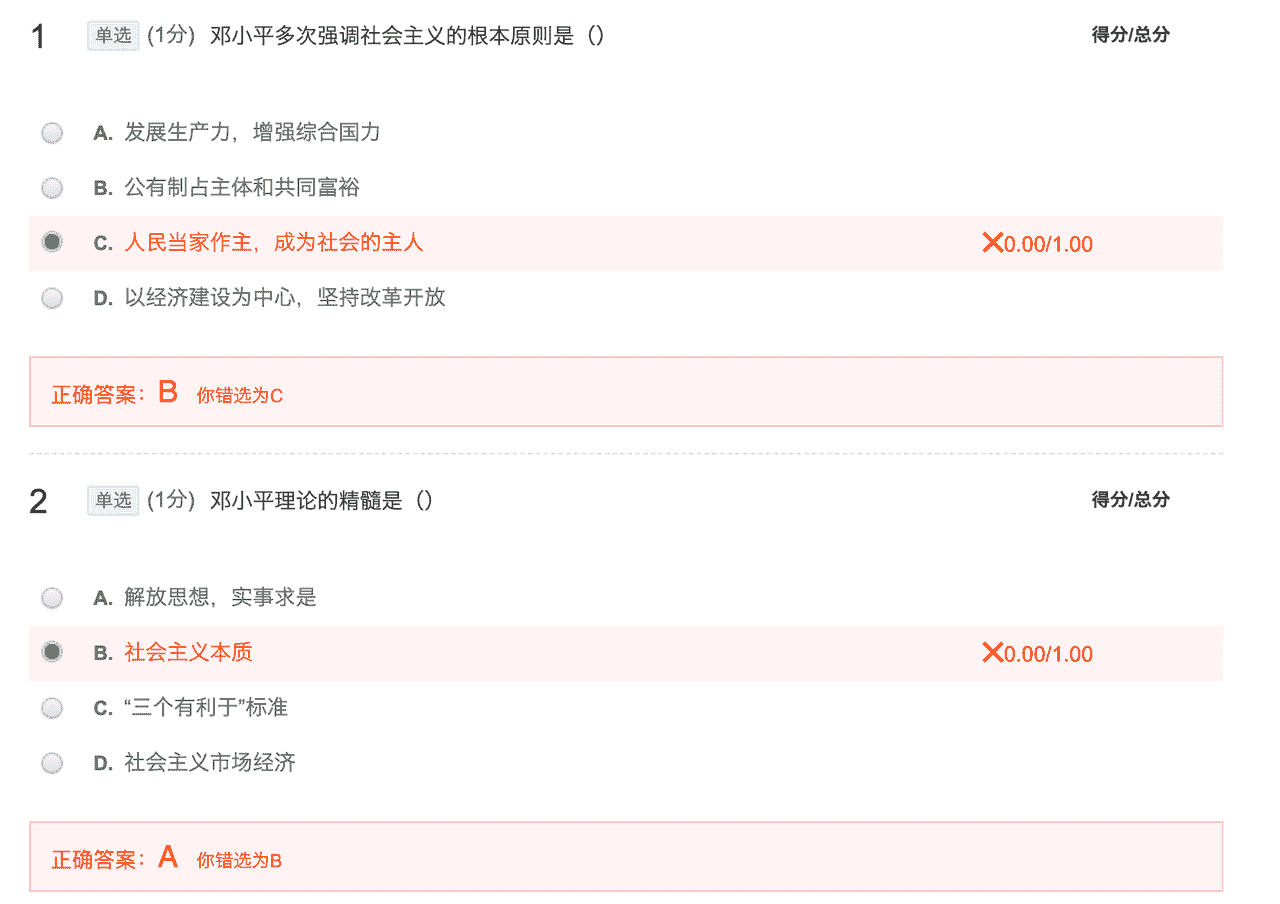 1 单选 (1分) 邓小平多次强调社会主义的根本原则是（） 得分/总分
A. 发展生产力，增强综合国力
B. 公有制占主体和共同富裕
C. 人民当家作主，成为社会的主人 0.00/1.00
D. 以经济建设为中心，坚持改革开放
正确答案：B 你错选为C
2 单选 (1分) 邓小平理论的精髓是（） 得分/总分
A. 解放思想，实事求是
B. 社会主义本质 0.00/1.00
C. “三个有利于”标准
D. 社会主义市场经济
正确答案：A 你错选为B